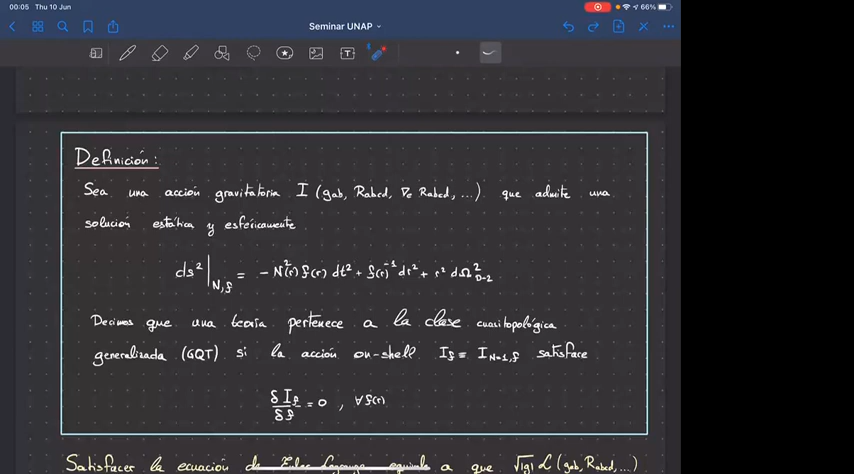 00:05 Thu 10 Jun
66%
Seminar UNAP
Definición:
Sea una acción gravitatoria I (gab, Rabcd, ∇e Rabcd, ...) que admite una
solución estática y esféricamente
ds²|N,f = - N²(r) f(r) dt² + f(r)⁻¹ dr² + r² dΩ²D-2
Decimos que una teoría pertenece a la clase cuasitopológica
generalizada (GQT) si la acción on-shell If ≡ IN=1,f satisface
δIf/δf = 0 , ∀f(r)
Satisfacer la ecuación de Euler Lagrange equivale a que √|g| L (gab, Rabcd, ...)